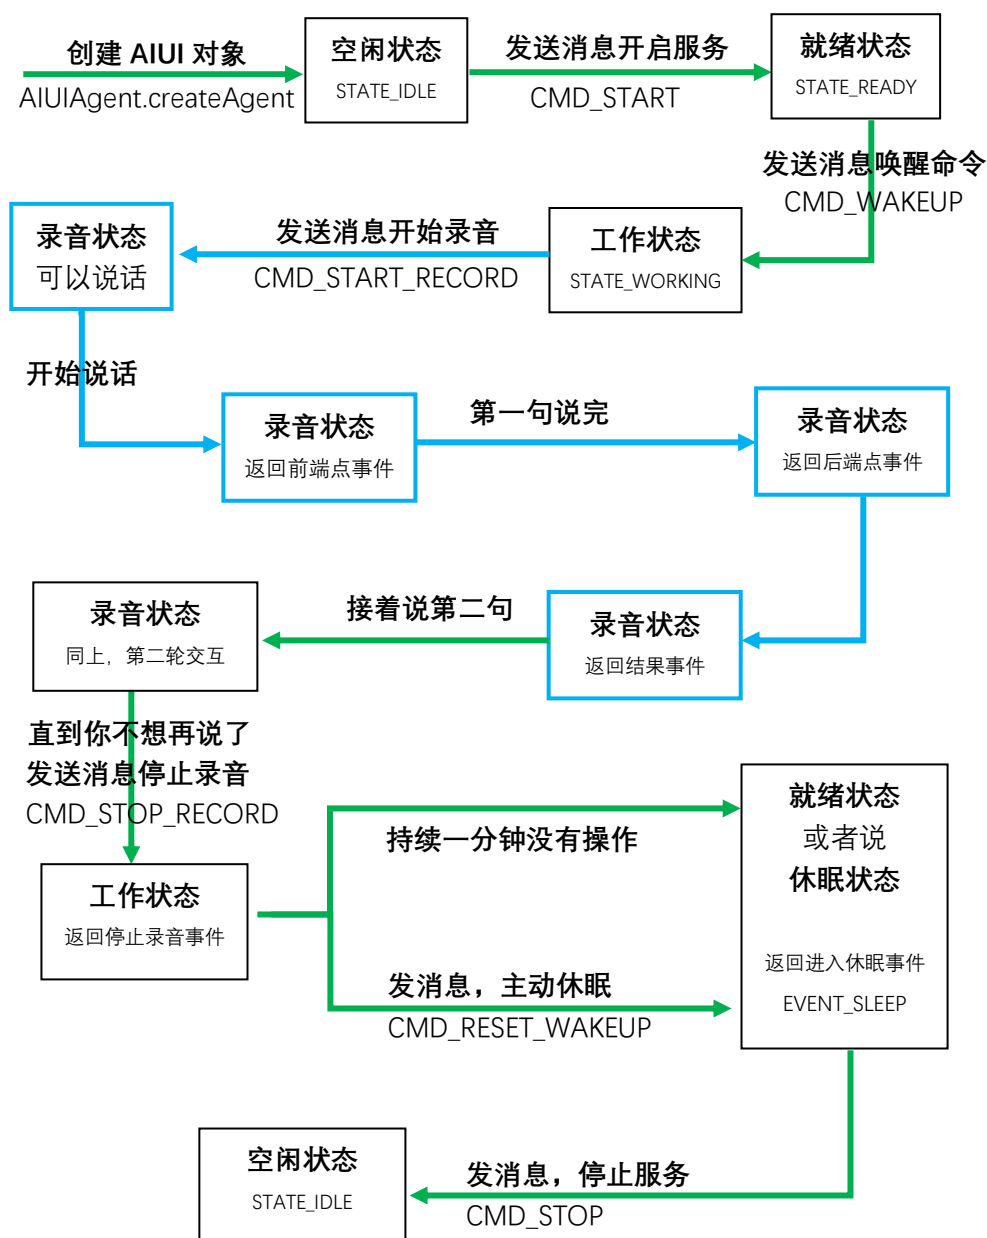 创建 AIUI 对象
AIUIAgent.createAgent
空闲状态
STATE_IDLE
发送消息开启服务
CMD_START
就绪状态
STATE_READY
发送消息唤醒命令
CMD_WAKEUP
工作状态
STATE_WORKING
发送消息开始录音
CMD_START_RECORD
录音状态
可以说话
开始说话
录音状态
返回前端点事件
第一句说完
录音状态
返回后端点事件
录音状态
返回结果事件
接着说第二句
录音状态
同上，第二轮交互
直到你不想再说了
发送消息停止录音
CMD_STOP_RECORD
工作状态
返回停止录音事件
持续一分钟没有操作
发消息，主动休眠
CMD_RESET_WAKEUP
就绪状态
或者说
休眠状态
返回进入休眠事件
EVENT_SLEEP
发消息，停止服务
CMD_STOP
空闲状态
STATE_IDLE